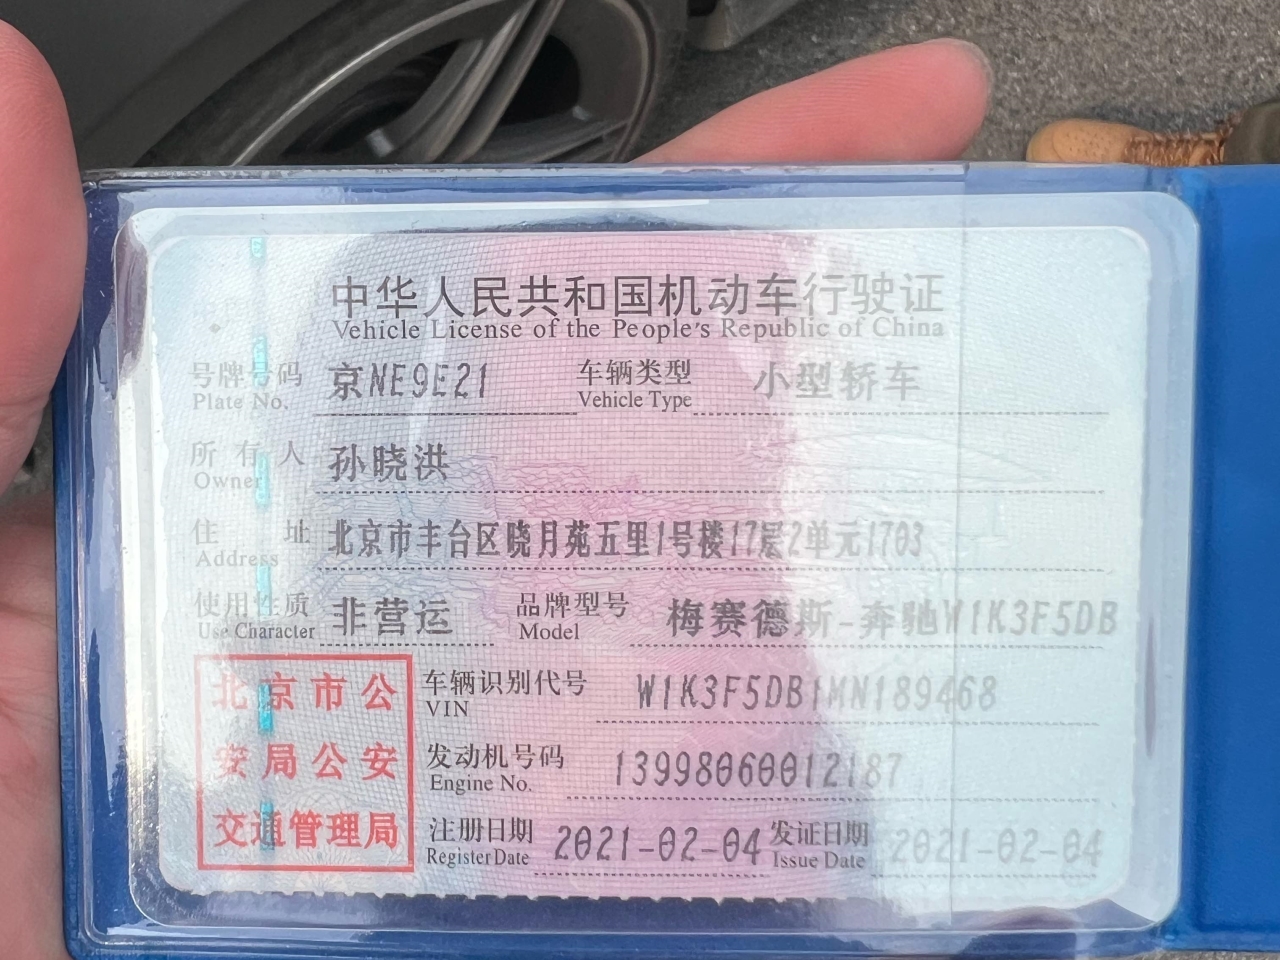 中华人民共和国机动车行驶证
Vehicle License of the People's Republic of China
号牌号码 京NE9E21 车辆类型 小型轿车
Plate No. Vehicle Type
所有人 孙晓洪
Owner
住址 北京市丰台区晓月苑五里1号楼17层2单元1703
Address
使用性质 非营运 品牌型号 梅赛德斯-奔驰W1K3F5DB
Use Character Model
北京市公
安局公安
交通管理局
车辆识别代号 W1K3F5DB1MN189468
VIN
发动机号码 13998060012187
Engine No.
注册日期 2021-02-04 发证日期 2021-02-04
Register Date Issue Date